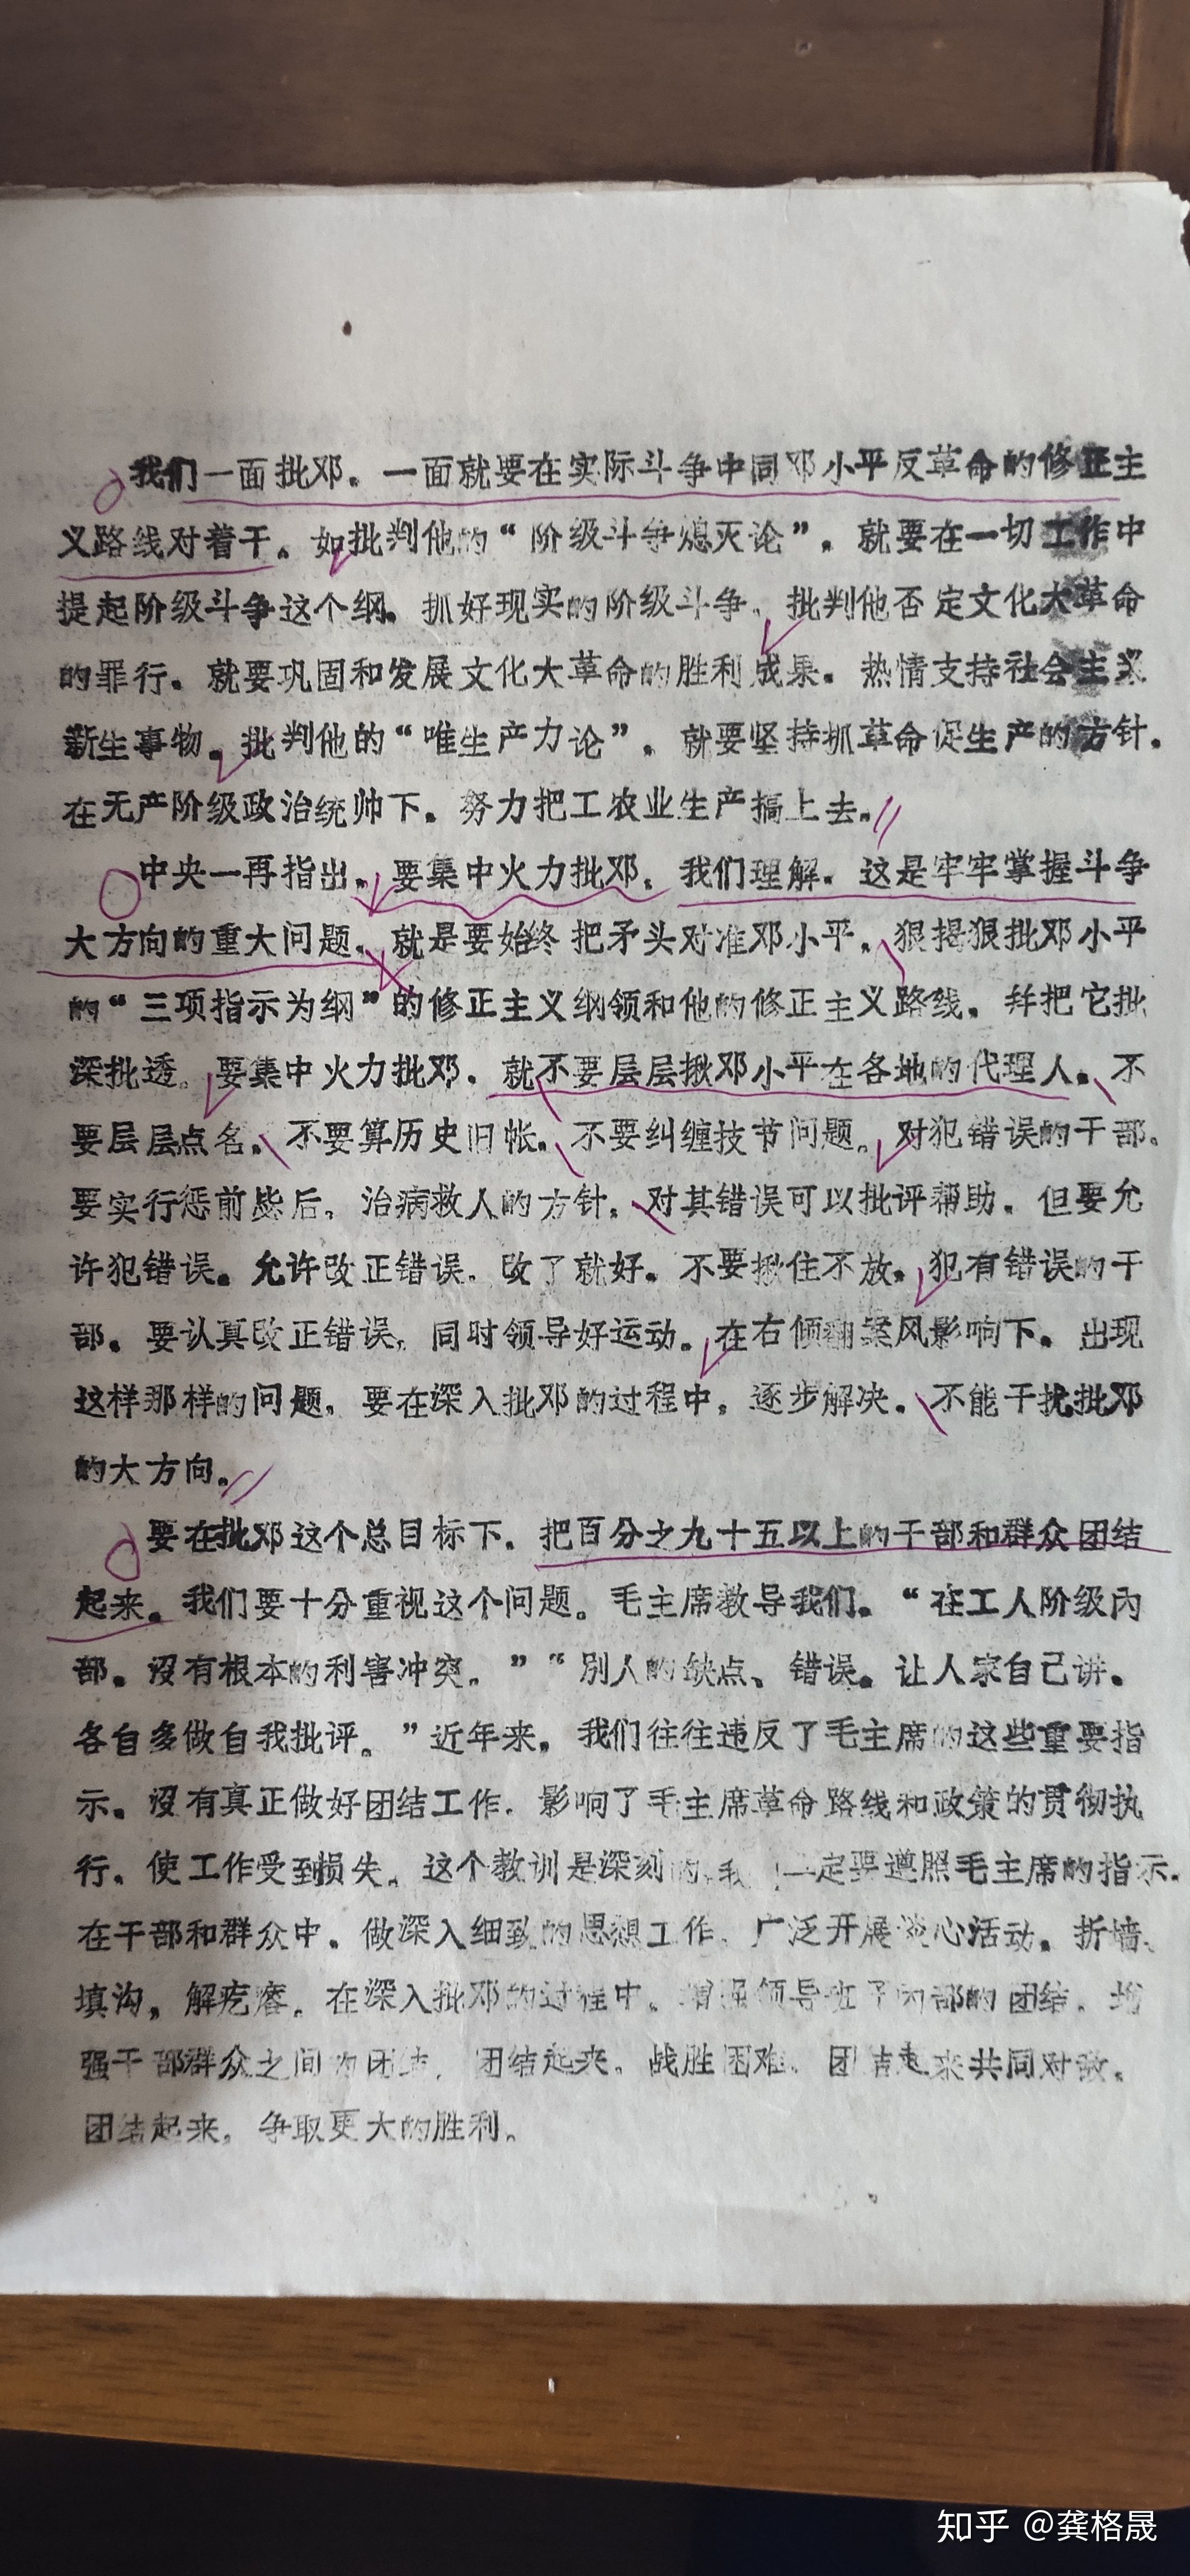 我们一面批邓。一面就要在实际斗争中同邓小平反革命的修正主
义路线对着干。如批判他的“阶级斗争熄灭论”。就要在一切工作中
提起阶级斗争这个纲。抓好现实的阶级斗争。批判他否定文化大革命
的罪行。就要巩固和发展文化大革命的胜利成果。热情支持社会主义
新生事物。批判他的“唯生产力论”。就要坚持抓革命促生产的方针。
在无产阶级政治统帅下。努力把工农业生产搞上去。
中央一再指出。要集中火力批邓。我们理解。这是牢牢掌握斗争
大方向的重大问题。就是要始终把矛头对准邓小平。狠揭狠批邓小平
的“三项指示为纲”的修正主义纲领和他的修正主义路线。并把它批
深批透。要集中火力批邓。就不要层层揪邓小平在各地的代理人。不
要层层点名。不要算历史旧帐。不要纠缠技节问题。对犯错误的干部。
要实行惩前毖后。治病救人的方针。对其错误可以批评帮助。但要允
许犯错误。允许改正错误。改了就好。不要揪住不放。犯有错误的干
部。要认真改正错误。同时领导好运动。在右倾翻案风影响下。出现
这样那样的问题。要在深入批邓的过程中。逐步解决。不能干扰批邓
的大方向。
要在批邓这个总目标下。把百分之九十五以上的干部和群众团结
起来。我们要十分重视这个问题。毛主席教导我们。“在工人阶级内
部。没有根本的利害冲突。”“别人的缺点、错误。让人家自己讲。
各自多做自我批评。”近年来。我们往往违反了毛主席的这些重要指
示。没有真正做好团结工作。影响了毛主席革命路线和政策的贯彻执
行。使工作受到损失。这个教训是深刻的。我 一定要遵照毛主席的指示。
在干部和群众中。做深入细致的思想工作。广泛开展谈心活动。折墙、
填沟。解疙瘩。在深入批邓的过程中。增强领导班子内部的团结。增
强干部群众之间的团结。团结起来。战胜困难。团结起来共同对敌。
团结起来。争取更大的胜利。
知乎 @龚格晟